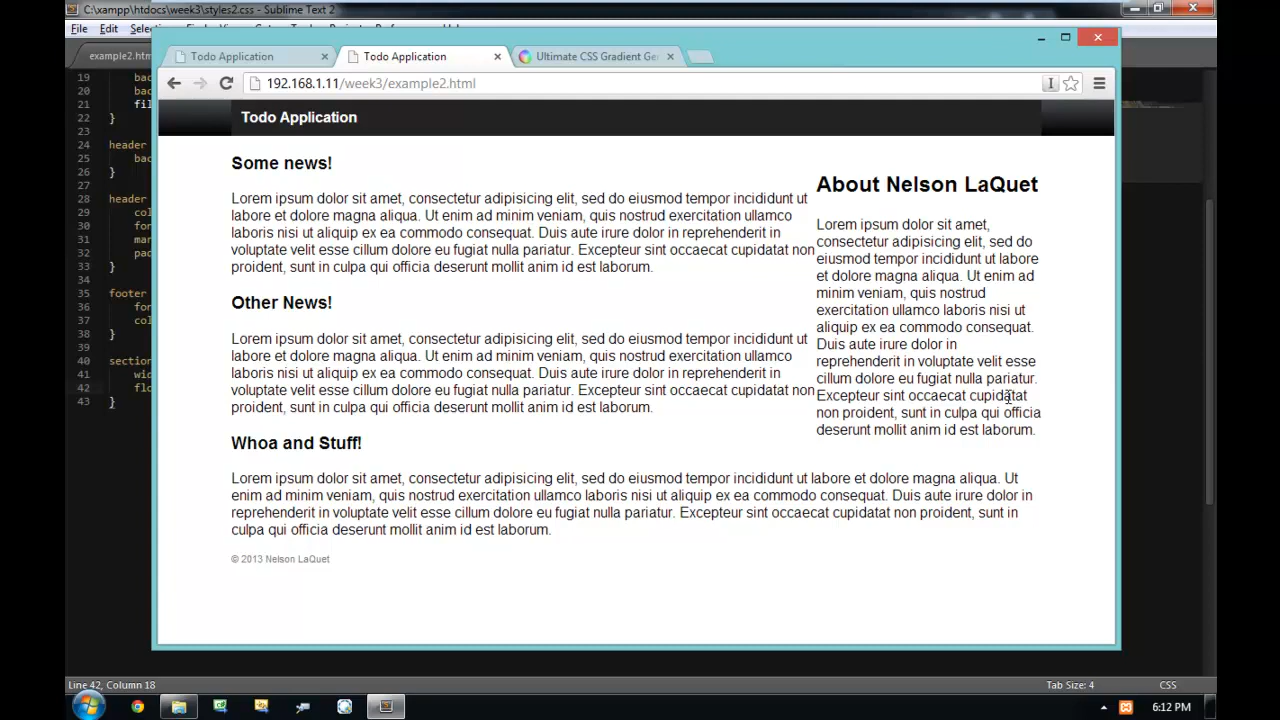 C:\xampp\htdocs\week3\styles2.css - Sublime Text 2
File Edit
example2.htm
Todo Application
Todo Application
Ultimate CSS Gradient Ge
192.168.1.11/week3/example2.html
Todo Application
Some news!
Lorem ipsum dolor sit amet, consectetur adipisicing elit, sed do eiusmod tempor incididunt ut
labore et dolore magna aliqua. Ut enim ad minim veniam, quis nostrud exercitation ullamco
laboris nisi ut aliquip ex ea commodo consequat. Duis aute irure dolor in reprehenderit in
voluptate velit esse cillum dolore eu fugiat nulla pariatur. Excepteur sint occaecat cupidatat non
proident, sunt in culpa qui officia deserunt mollit anim id est laborum.
Other News!
Lorem ipsum dolor sit amet, consectetur adipisicing elit, sed do eiusmod tempor incididunt ut
labore et dolore magna aliqua. Ut enim ad minim veniam, quis nostrud exercitation ullamco
laboris nisi ut aliquip ex ea commodo consequat. Duis aute irure dolor in reprehenderit in
voluptate velit esse cillum dolore eu fugiat nulla pariatur. Excepteur sint occaecat cupidatat non
proident, sunt in culpa qui officia deserunt mollit anim id est laborum.
Whoa and Stuff!
Lorem ipsum dolor sit amet, consectetur adipisicing elit, sed do eiusmod tempor incididunt ut labore et dolore magna aliqua. Ut
enim ad minim veniam, quis nostrud exercitation ullamco laboris nisi ut aliquip ex ea commodo consequat. Duis aute irure dolor in
reprehenderit in voluptate velit esse cillum dolore eu fugiat nulla pariatur. Excepteur sint occaecat cupidatat non proident, sunt in
culpa qui officia deserunt mollit anim id est laborum.
© 2013 Nelson LaQuet
About Nelson LaQuet
Lorem ipsum dolor sit amet,
consectetur adipisicing elit, sed do
eiusmod tempor incididunt ut labore
et dolore magna aliqua. Ut enim ad
minim veniam, quis nostrud
exercitation ullamco laboris nisi ut
aliquip ex ea commodo consequat.
Duis aute irure dolor in
reprehenderit in voluptate velit esse
cillum dolore eu fugiat nulla pariatur.
Excepteur sint occaecat cupidatat
non proident, sunt in culpa qui officia
deserunt mollit anim id est laborum.
19 bac
20 bac
21 fil
22 }
23
24 header
25 bac
26 }
27
28 header
29 col
30 fon
31 mar
32 pad
33 }
34
35 footer
36 fon
37 col
38 }
39
40 section
41 wid
42 flo
43 }
Line 42, Column 18
Tab Size: 4
CSS
6:12 PM